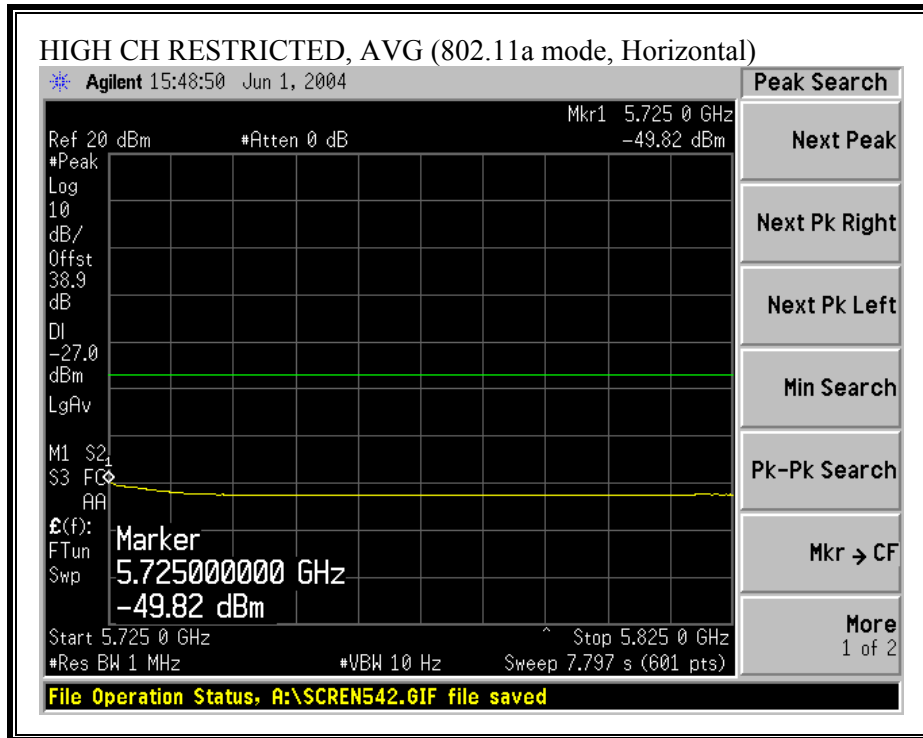 HIGH CH RESTRICTED, AVG (802.11a mode, Horizontal)
Agilent 15:48:50 Jun 1, 2004
Peak Search
Mkr1 5.725 0 GHz
Ref 20 dBm #Atten 0 dB -49.82 dBm
#Peak
Log
10
dB/
Offst
38.9
dB
DI
-27.0
dBm
LgAv
M1 S2
S3 FC
AA
£(f):
FTun
Swp
1
Marker
5.725000000 GHz
-49.82 dBm
Start 5.725 0 GHz ^ Stop 5.825 0 GHz
#Res BW 1 MHz #VBW 10 Hz Sweep 7.797 s (601 pts)
File Operation Status, A:\SCREN542.GIF file saved
Next Peak
Next Pk Right
Next Pk Left
Min Search
Pk-Pk Search
Mkr → CF
More
1 of 2